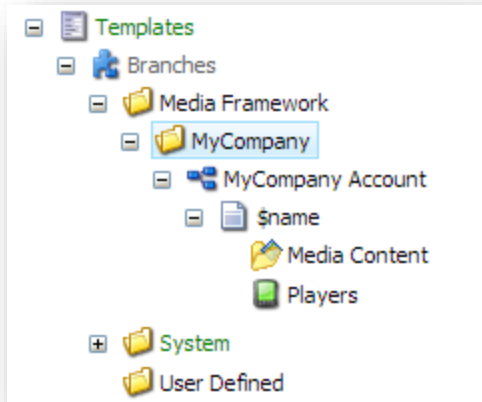 Templates
Branches
Media Framework
MyCompany
MyCompany Account
$name
Media Content
Players
System
User Defined